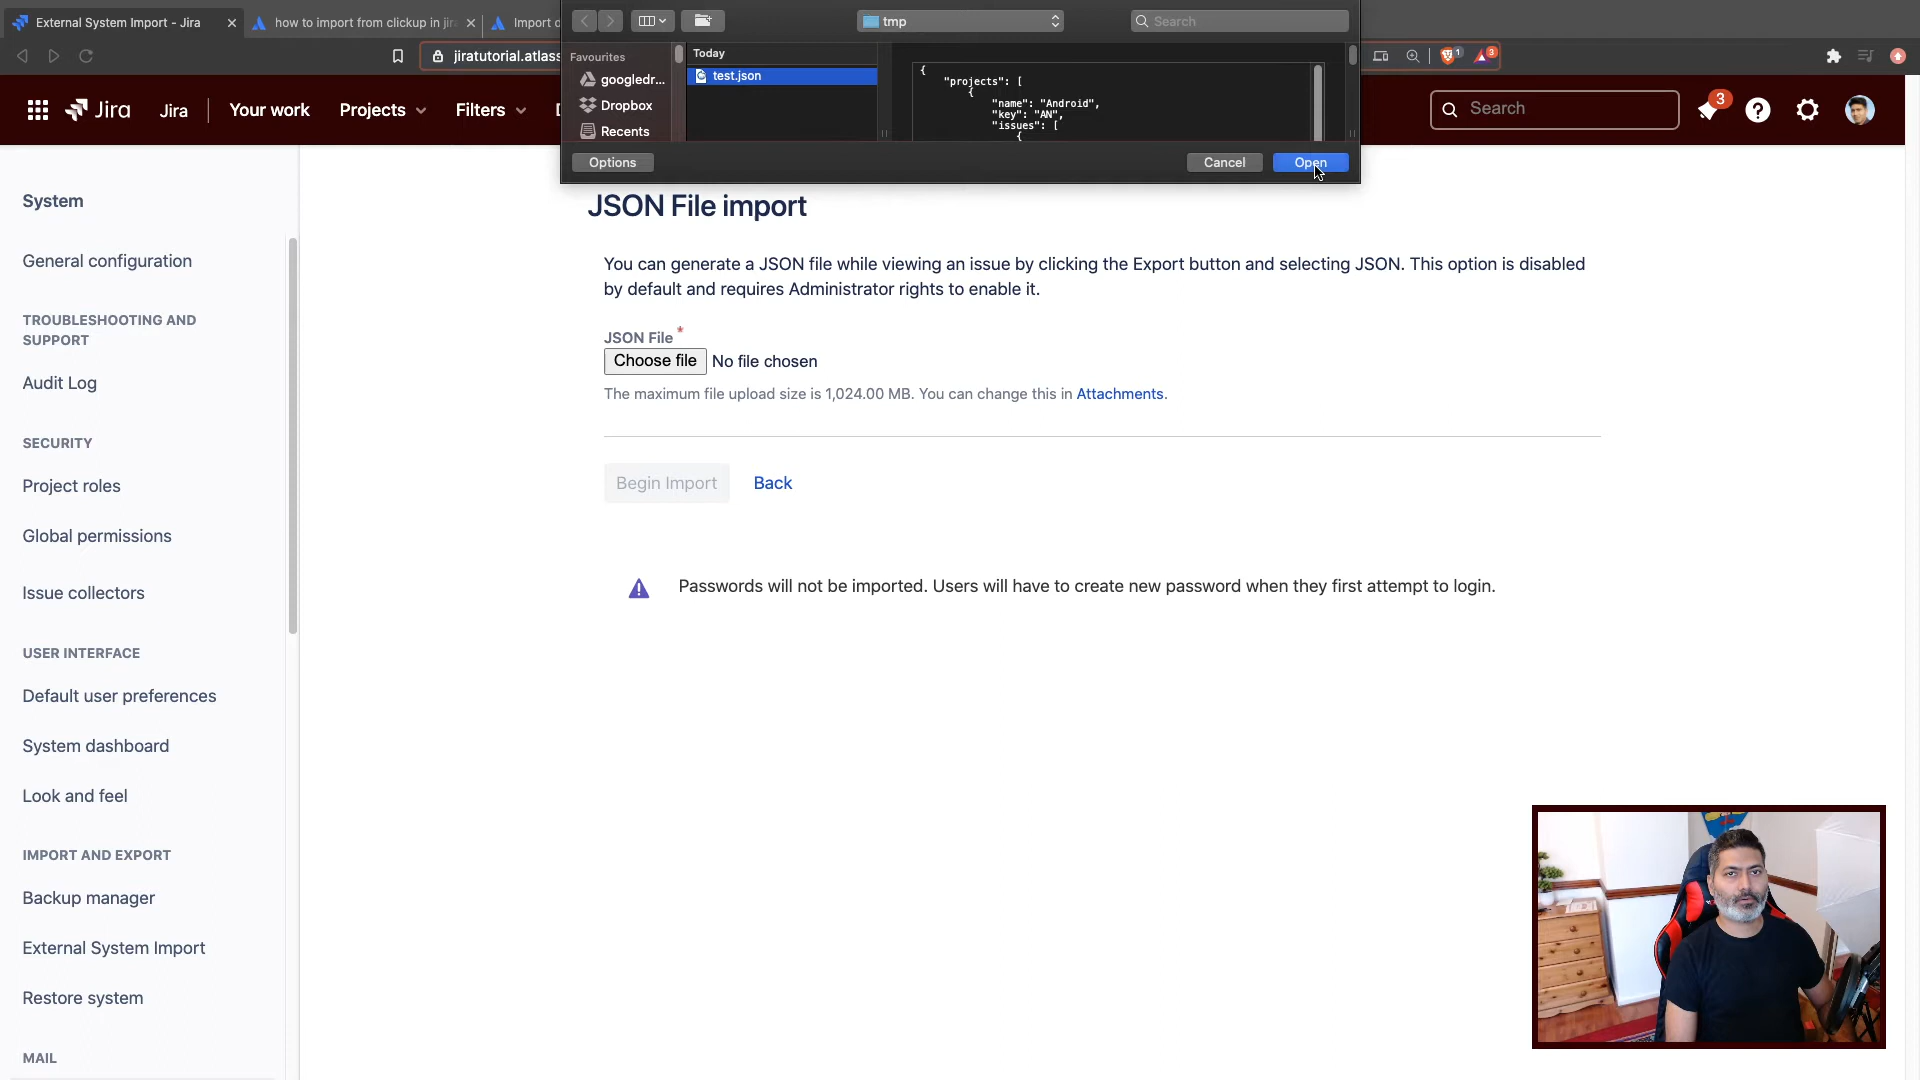 External System Import - Jira
how to import from clickup in jir
Import d
tmp
Search
jiratutorial.atlass
Favourites
Today
googledr...
test.json
Dropbox
Recents
{
"projects": [
{
"name": "Android",
"key": "AN",
"issues": [
{
Options
Cancel
Open
1
3
Jira
Jira
Your work
Projects
Filters
Search
3
System
General configuration
TROUBLESHOOTING AND
SUPPORT
Audit Log
SECURITY
Project roles
Global permissions
Issue collectors
USER INTERFACE
Default user preferences
System dashboard
Look and feel
IMPORT AND EXPORT
Backup manager
External System Import
Restore system
MAIL
JSON File import
You can generate a JSON file while viewing an issue by clicking the Export button and selecting JSON. This option is disabled
by default and requires Administrator rights to enable it.
JSON File *
Choose file No file chosen
The maximum file upload size is 1,024.00 MB. You can change this in Attachments.
Begin Import
Back
Passwords will not be imported. Users will have to create new password when they first attempt to login.